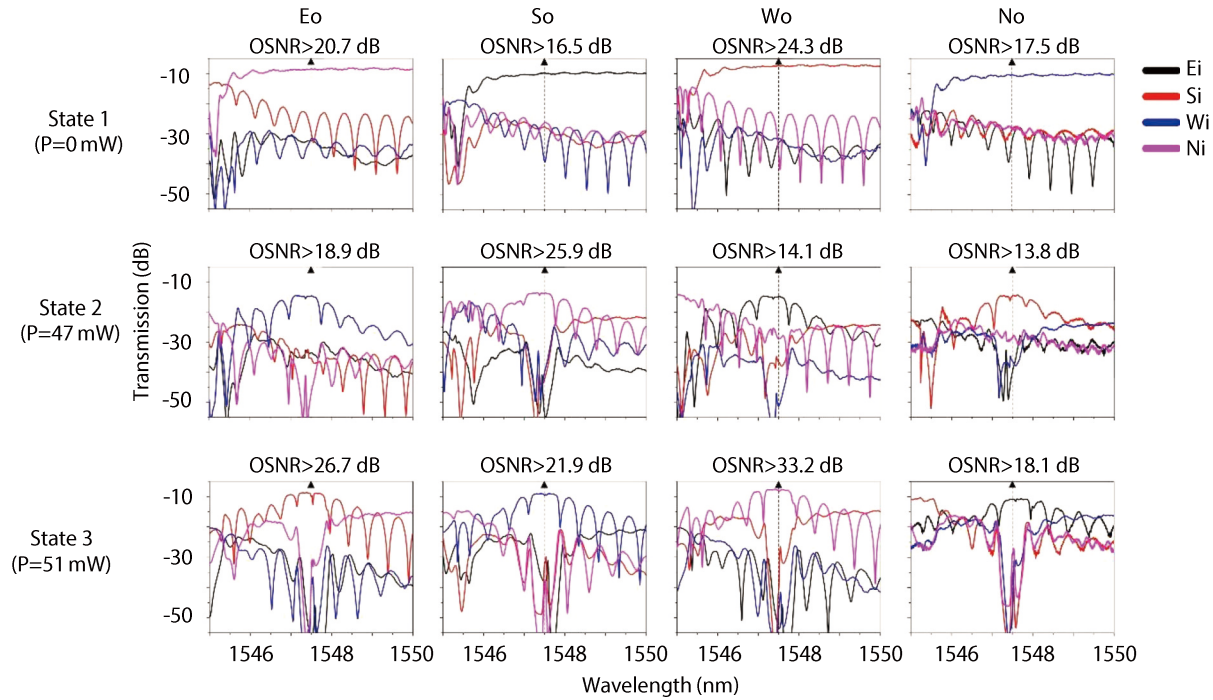 Eo So Wo No
OSNR>20.7 dB OSNR>16.5 dB OSNR>24.3 dB OSNR>17.5 dB
State 1
(P=0 mW)
-10
-30
-50
Ei
Si
Wi
Ni
OSNR>18.9 dB OSNR>25.9 dB OSNR>14.1 dB OSNR>13.8 dB
State 2
(P=47 mW)
Transmission (dB)
-10
-30
-50
OSNR>26.7 dB OSNR>21.9 dB OSNR>33.2 dB OSNR>18.1 dB
State 3
(P=51 mW)
-10
-30
-50
1546 1548 1550 1546 1548 1550 1546 1548 1550 1546 1548 1550
Wavelength (nm)